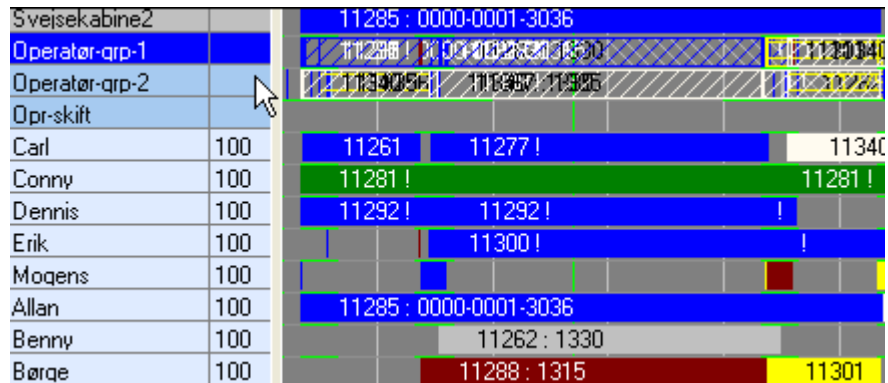 Svejsekabine2 11285 : 0000-0001-3036
Operatør-grp-1
Operatør-grp-2
Opr-skift
Carl 100 11261 11277 ! 11340
Conny 100 11281 ! 11281 !
Dennis 100 11292 ! 11292 ! !
Erik 100 11300 ! !
Mogens 100
Allan 100 11285 : 0000-0001-3036
Benny 100 11262 : 1330
Børge 100 11288 : 1315 11301